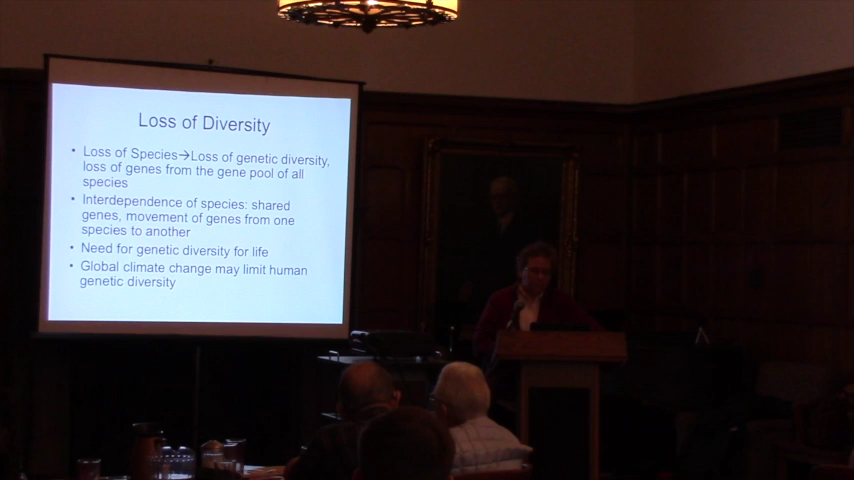 Loss of Diversity
• Loss of Species→Loss of genetic diversity,
loss of genes from the gene pool of all
species
• Interdependence of species: shared
genes, movement of genes from one
species to another
• Need for genetic diversity for life
• Global climate change may limit human
genetic diversity